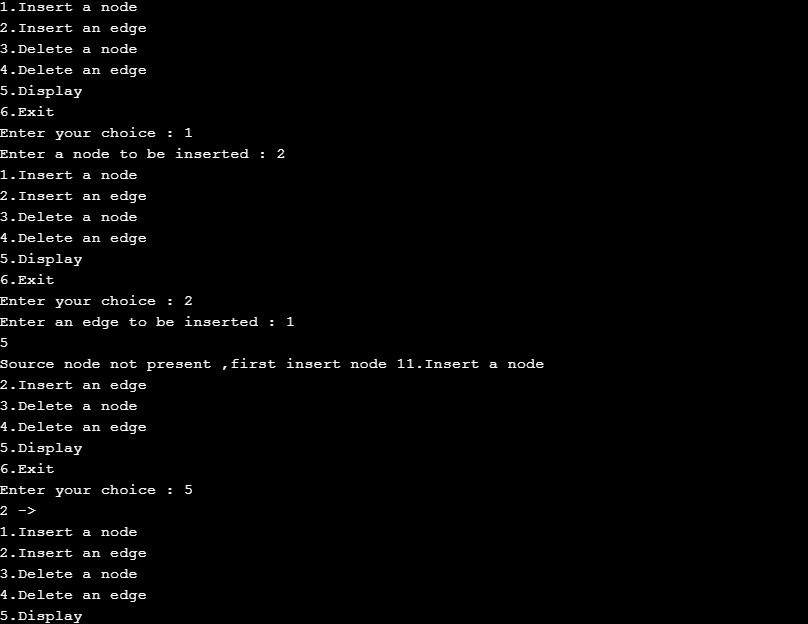 1.Insert a node
2.Insert an edge
3.Delete a node
4.Delete an edge
5.Display
6.Exit
Enter your choice : 1
Enter a node to be inserted : 2
1.Insert a node
2.Insert an edge
3.Delete a node
4.Delete an edge
5.Display
6.Exit
Enter your choice : 2
Enter an edge to be inserted : 1
5
Source node not present ,first insert node 11.Insert a node
2.Insert an edge
3.Delete a node
4.Delete an edge
5.Display
6.Exit
Enter your choice : 5
2 ->
1.Insert a node
2.Insert an edge
3.Delete a node
4.Delete an edge
5.Display